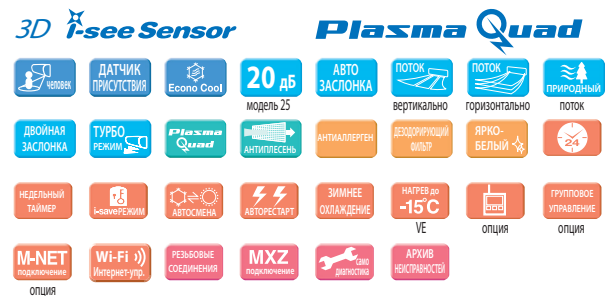 3D i-see Sensor
Plasma Quad
человек
ДАТЧИК
ПРИСУТСТВИЯ
Econo Cool
20 дБ
модель 25
АВТО
ЗАСЛОНКА
ПОТОК
вертикально
ПОТОК
горизонтально
ПРИРОДНЫЙ
поток
ДВОЙНАЯ
ЗАСЛОНКА
ТУРБО
РЕЖИМ
Plasma
Quad
АНТИПЛЕСЕНЬ
АНТИАЛЛЕРГЕН
ДЕЗОДОРИРУЮЩИЙ
ФИЛЬТР
ЯРКО-
БЕЛЫЙ
24
НЕДЕЛЬНЫЙ
ТАЙМЕР
i-saveРЕЖИМ
АВТОСМЕНА
АВТОРЕСТАРТ
ЗИМНЕЕ
ОХЛАЖДЕНИЕ
НАГРЕВ до
-15°C
VE
опция
ГРУППОВОЕ
УПРАВЛЕНИЕ
опция
M-NET
подключение
опция
Wi-Fi
Интернет-упр.
РЕЗЬБОВЫЕ
СОЕДИНЕНИЯ
MXZ
подключение
само
диагностика
АРХИВ
НЕИСПРАВНОСТЕЙ